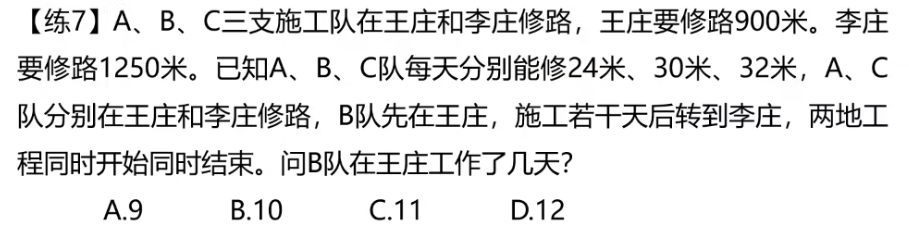 【练7】A、B、C三支施工队在王庄和李庄修路，王庄要修路900米。李庄
要修路1250米。已知A、B、C队每天分别能修24米、30米、32米，A、C
队分别在王庄和李庄修路，B队先在王庄，施工若干天后转到李庄，两地工
程同时开始同时结束。问B队在王庄工作了几天？
A.9 B.10 C.11 D.12